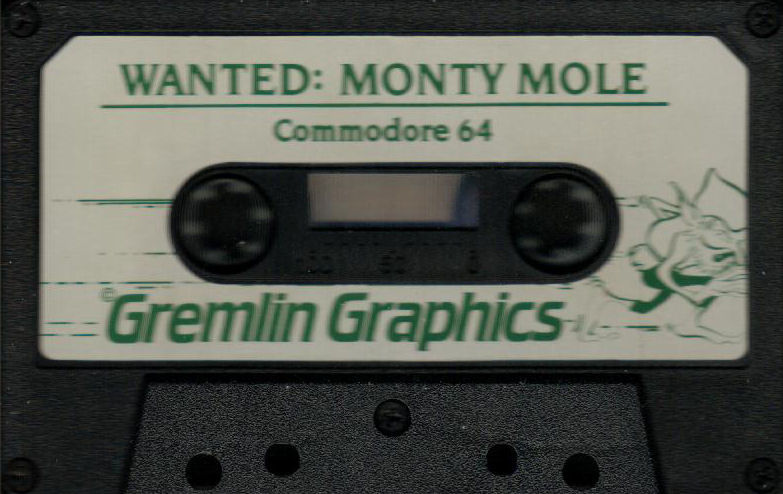 WANTED: MONTY MOLE
Commodore 64
© Gremlin Graphics